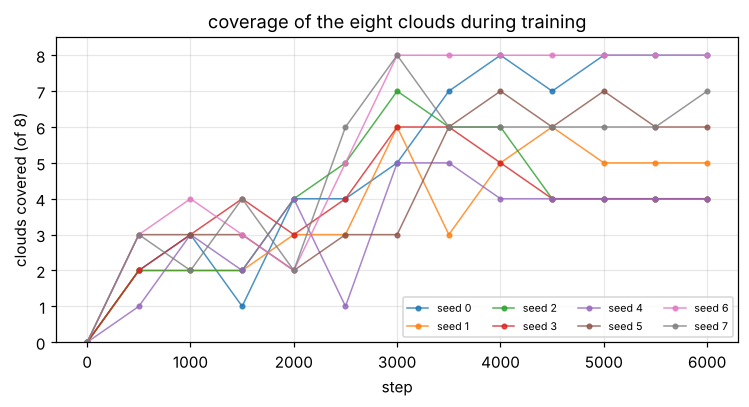 coverage of the eight clouds during training
clouds covered (of 8)
8
7
6
5
4
3
2
1
0
0 1000 2000 3000 4000 5000 6000
step
seed 0 seed 2 seed 4 seed 6
seed 1 seed 3 seed 5 seed 7